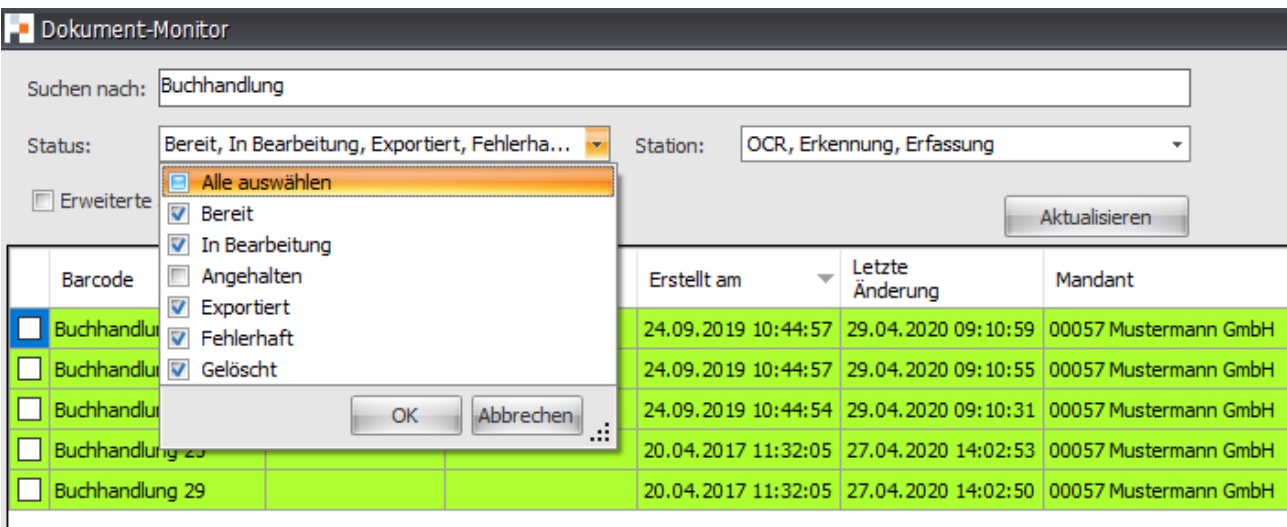 Dokument-Monitor
Suchen nach: Buchhandlung
Status: Bereit, In Bearbeitung, Exportiert, Fehlerha... Station: OCR, Erkennung, Erfassung
Alle auswählen
Erweiterte
Bereit
Aktualisieren
In Bearbeitung
Angehalten
Exportiert
Fehlerhaft
Gelöscht
OK Abbrechen
Barcode Erstellt am Letzte Änderung Mandant
Buchhandlu 24.09.2019 10:44:57 29.04.2020 09:10:59 00057 Mustermann GmbH
Buchhandlu 24.09.2019 10:44:57 29.04.2020 09:10:55 00057 Mustermann GmbH
Buchhandlu 24.09.2019 10:44:54 29.04.2020 09:10:31 00057 Mustermann GmbH
Buchhandlung 20.04.2017 11:32:05 27.04.2020 14:02:53 00057 Mustermann GmbH
Buchhandlung 29 20.04.2017 11:32:05 27.04.2020 14:02:50 00057 Mustermann GmbH